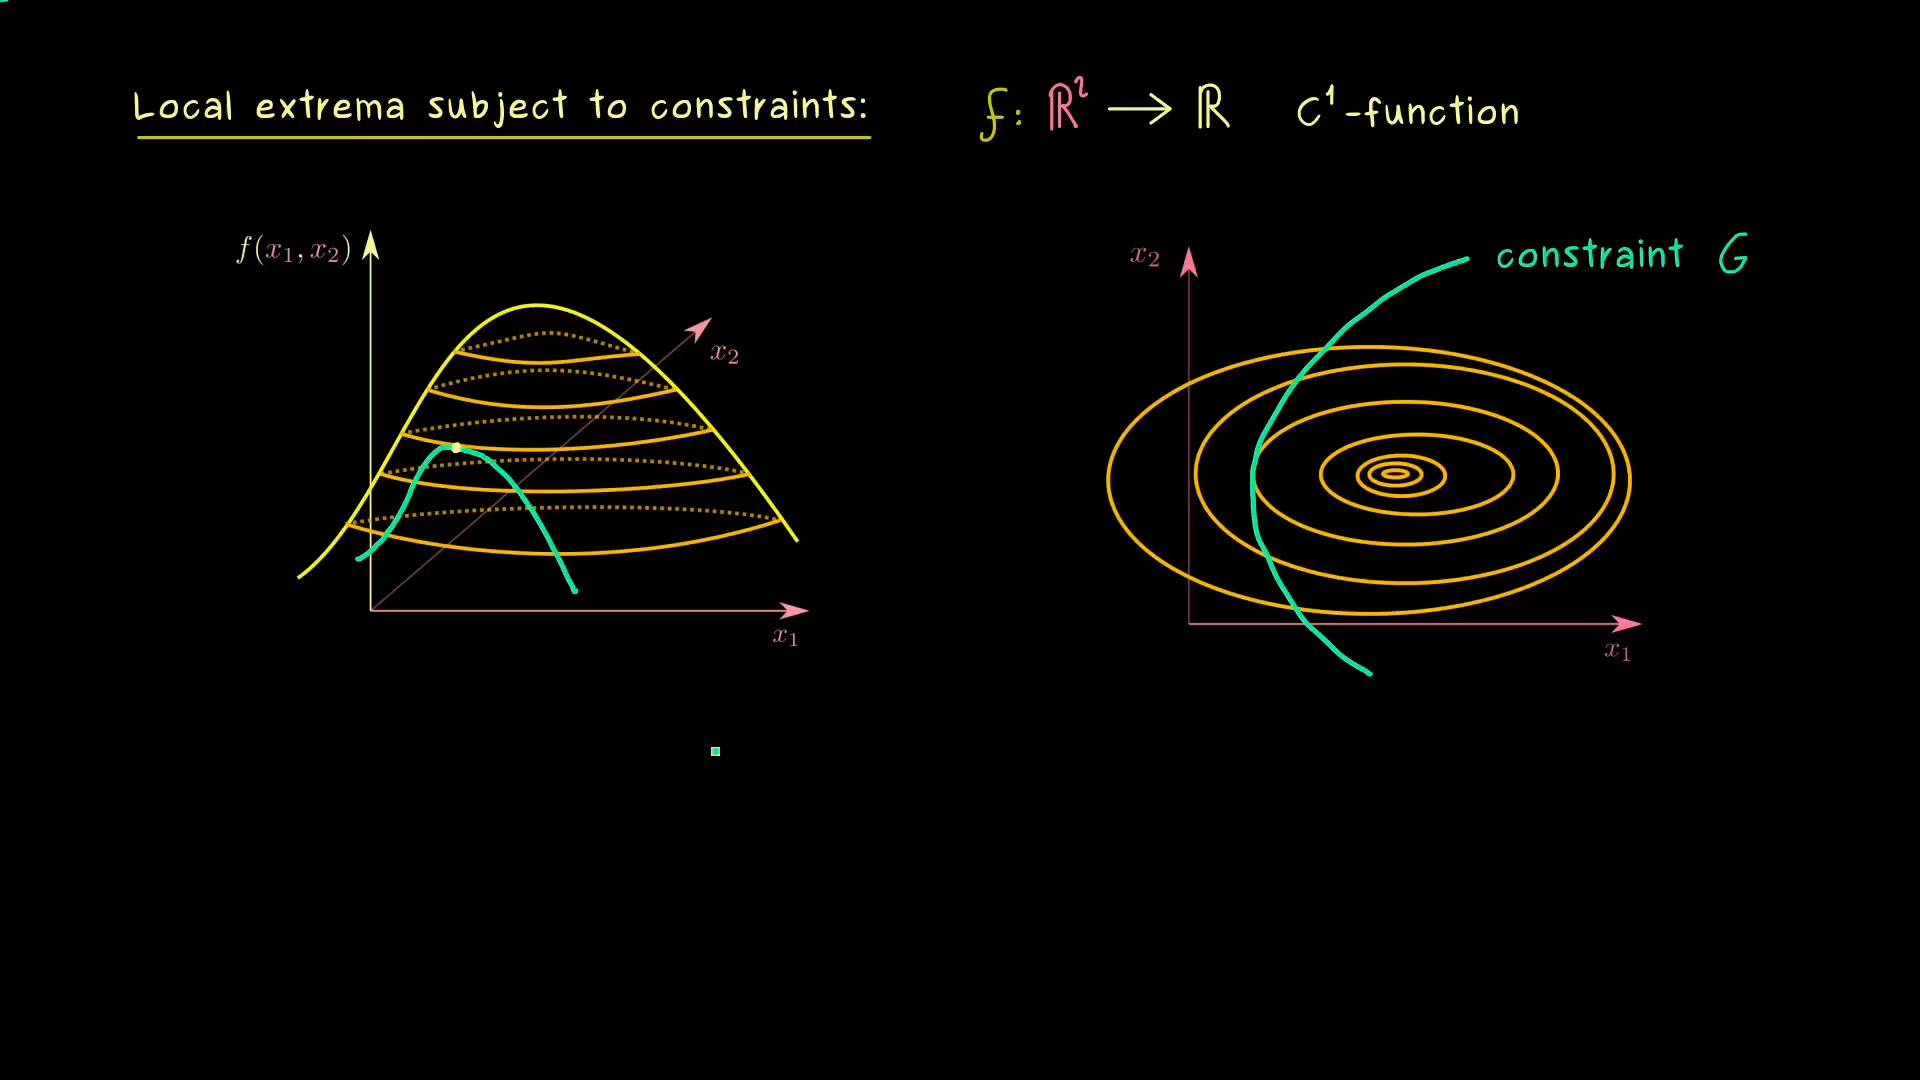 Local extrema subject to constraints: f: ℝ² → ℝ C¹-function
f(x₁, x₂)
x₂
x₁
x₂
constraint G
x₁